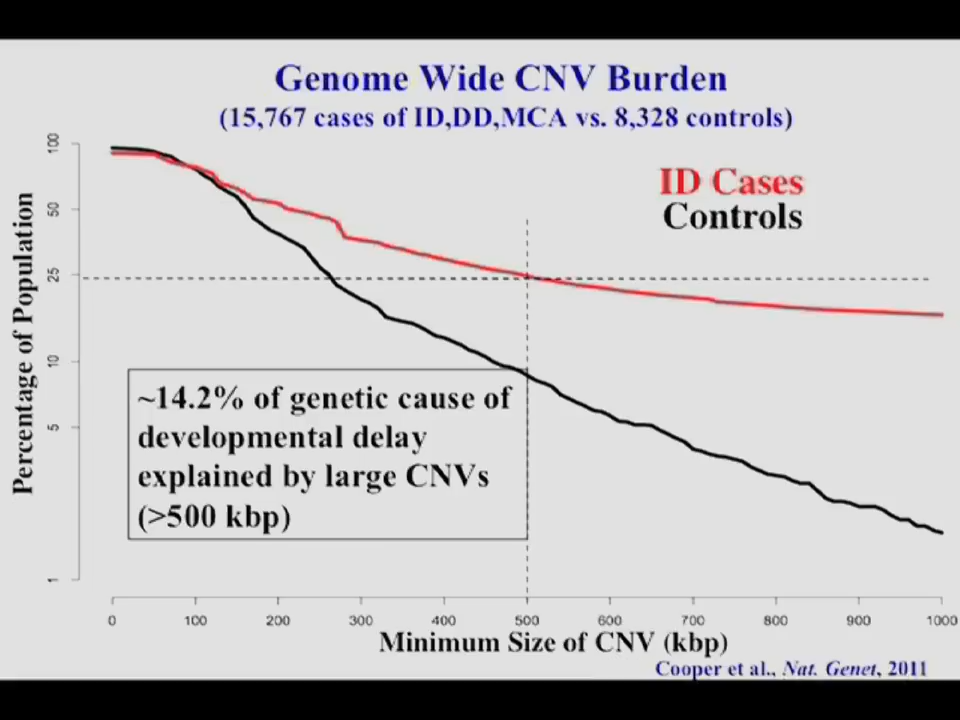 Genome Wide CNV Burden
(15,767 cases of ID,DD,MCA vs. 8,328 controls)
ID Cases
Controls
Percentage of Population
100
50
25
10
5
1
~14.2% of genetic cause of
developmental delay
explained by large CNVs
(>500 kbp)
0 100 200 300 400 500 600 700 800 900 1000
Minimum Size of CNV (kbp)
Cooper et al., Nat. Genet, 2011